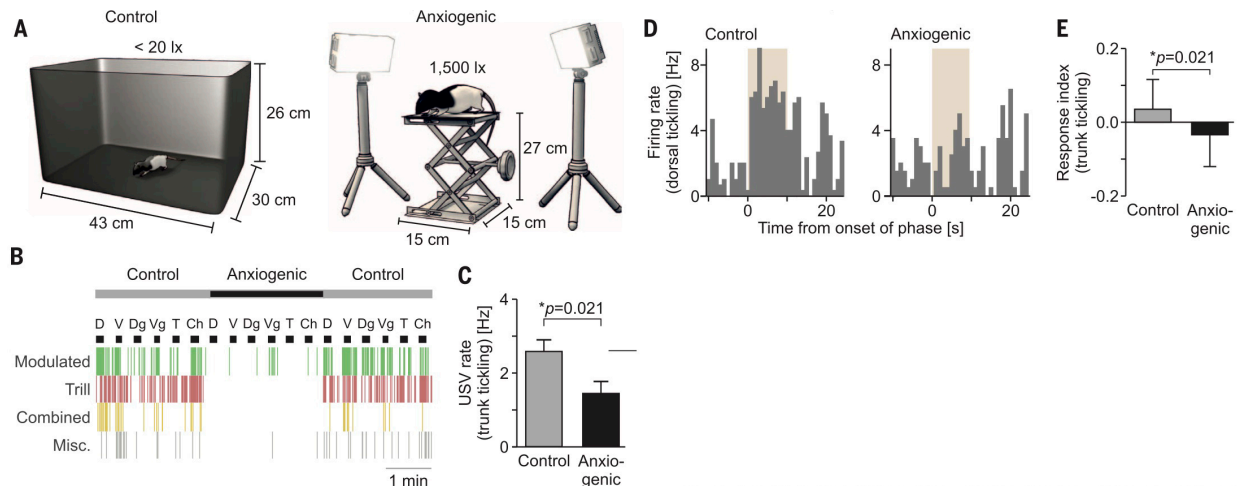 A
Control
< 20 lx
26 cm
30 cm
43 cm
Anxiogenic
1,500 lx
27 cm
15 cm
15 cm
B
Control Anxiogenic Control
D V Dg Vg T Ch D V Dg Vg T Ch D V Dg Vg T Ch
Modulated
Trill
Combined
Misc.
1 min
C
USV rate
(trunk tickling) [Hz]
4
2
0
*p=0.021
Control
Anxio-
genic
D
Control
Anxiogenic
Firing rate
(dorsal tickling) [Hz]
8
4
0
8
4
0
0 20
0 20
Time from onset of phase [s]
E
Response index
(trunk tickling)
0.2
0.0
-0.2
*p=0.021
Control
Anxio-
genic